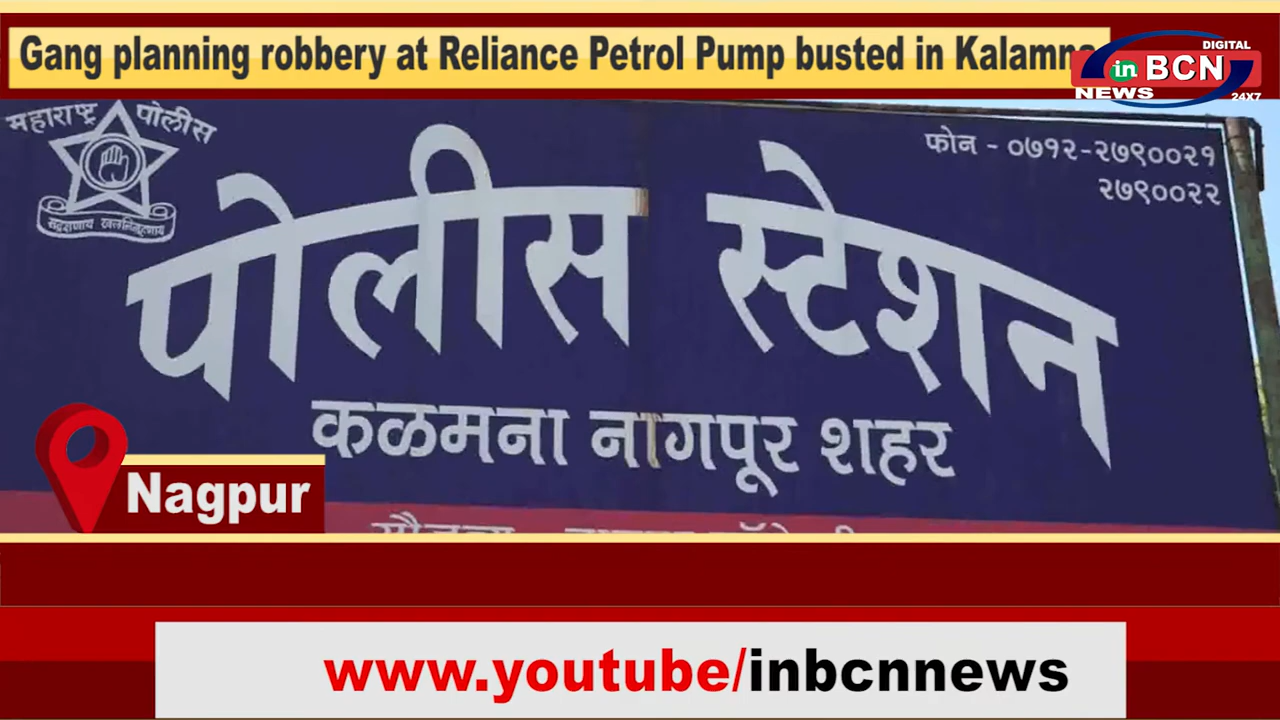 Gang planning robbery at Reliance Petrol Pump busted in Kalamna
DIGITAL
in BCN
NEWS
24X7
महाराष्ट्र पोलीस
सद्रक्षणाय खलनिग्रहणाय
फोन - ०७१२-२७९००२१
२७९००२२
पोलीस स्टेशन
कळमना नागपूर शहर
Nagpur
www.youtube/inbcnnews